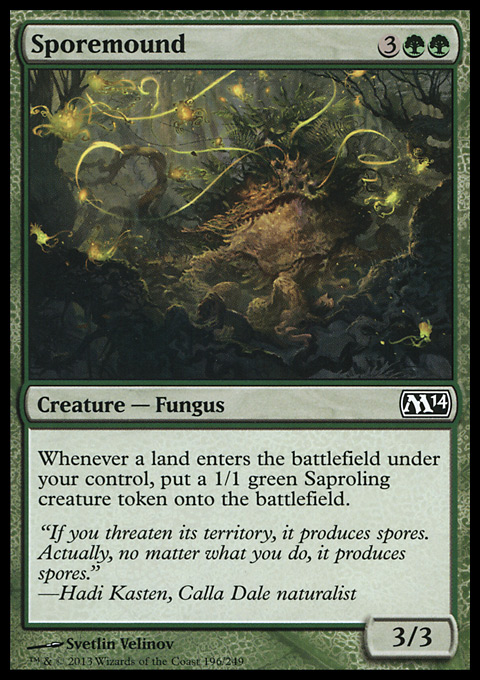 Sporemound 3
Creature — Fungus M14
Whenever a land enters the battlefield under
your control, put a 1/1 green Saproling
creature token onto the battlefield.
“If you threaten its territory, it produces spores.
Actually, no matter what you do, it produces
spores.”
—Hadi Kasten, Calla Dale naturalist
Svetlin Velinov
3/3
™ & © 2013 Wizards of the Coast 196/249